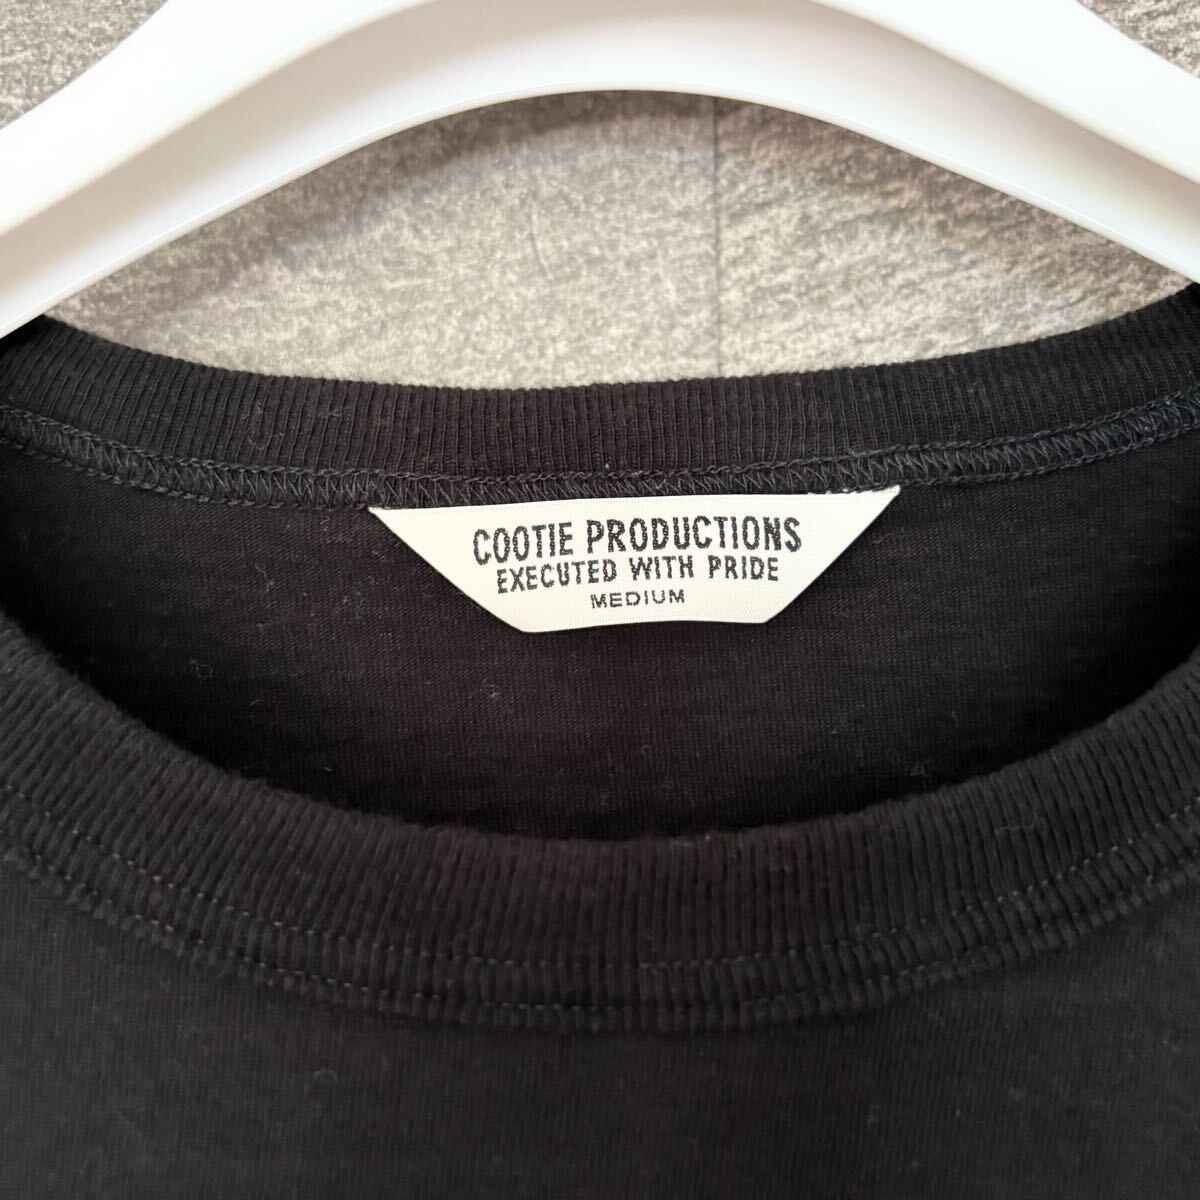 COOTIE PRODUCTIONS
EXECUTED WITH PRIDE
MEDIUM